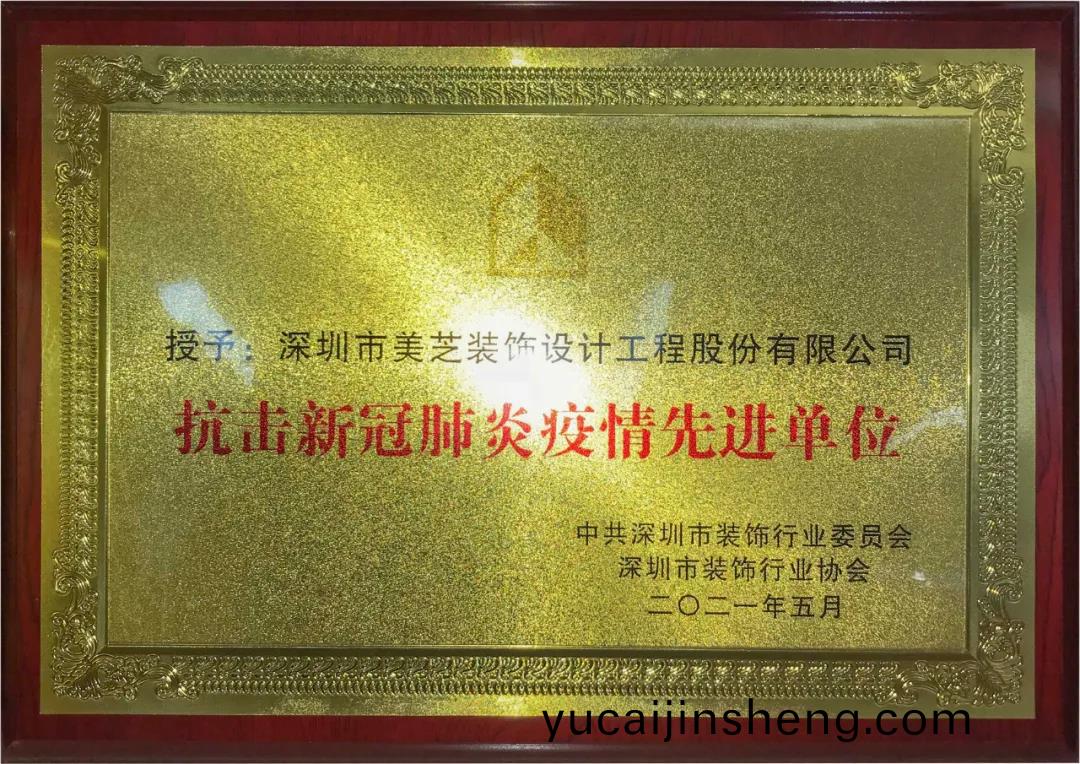 授予：深圳市美芝装饰设计工程股份有限公司
抗击新冠肺炎疫情先进单位
中共深圳市装饰行业委员会
深圳市装饰行业协会
二〇二一年五月
yucaijinsheng.com